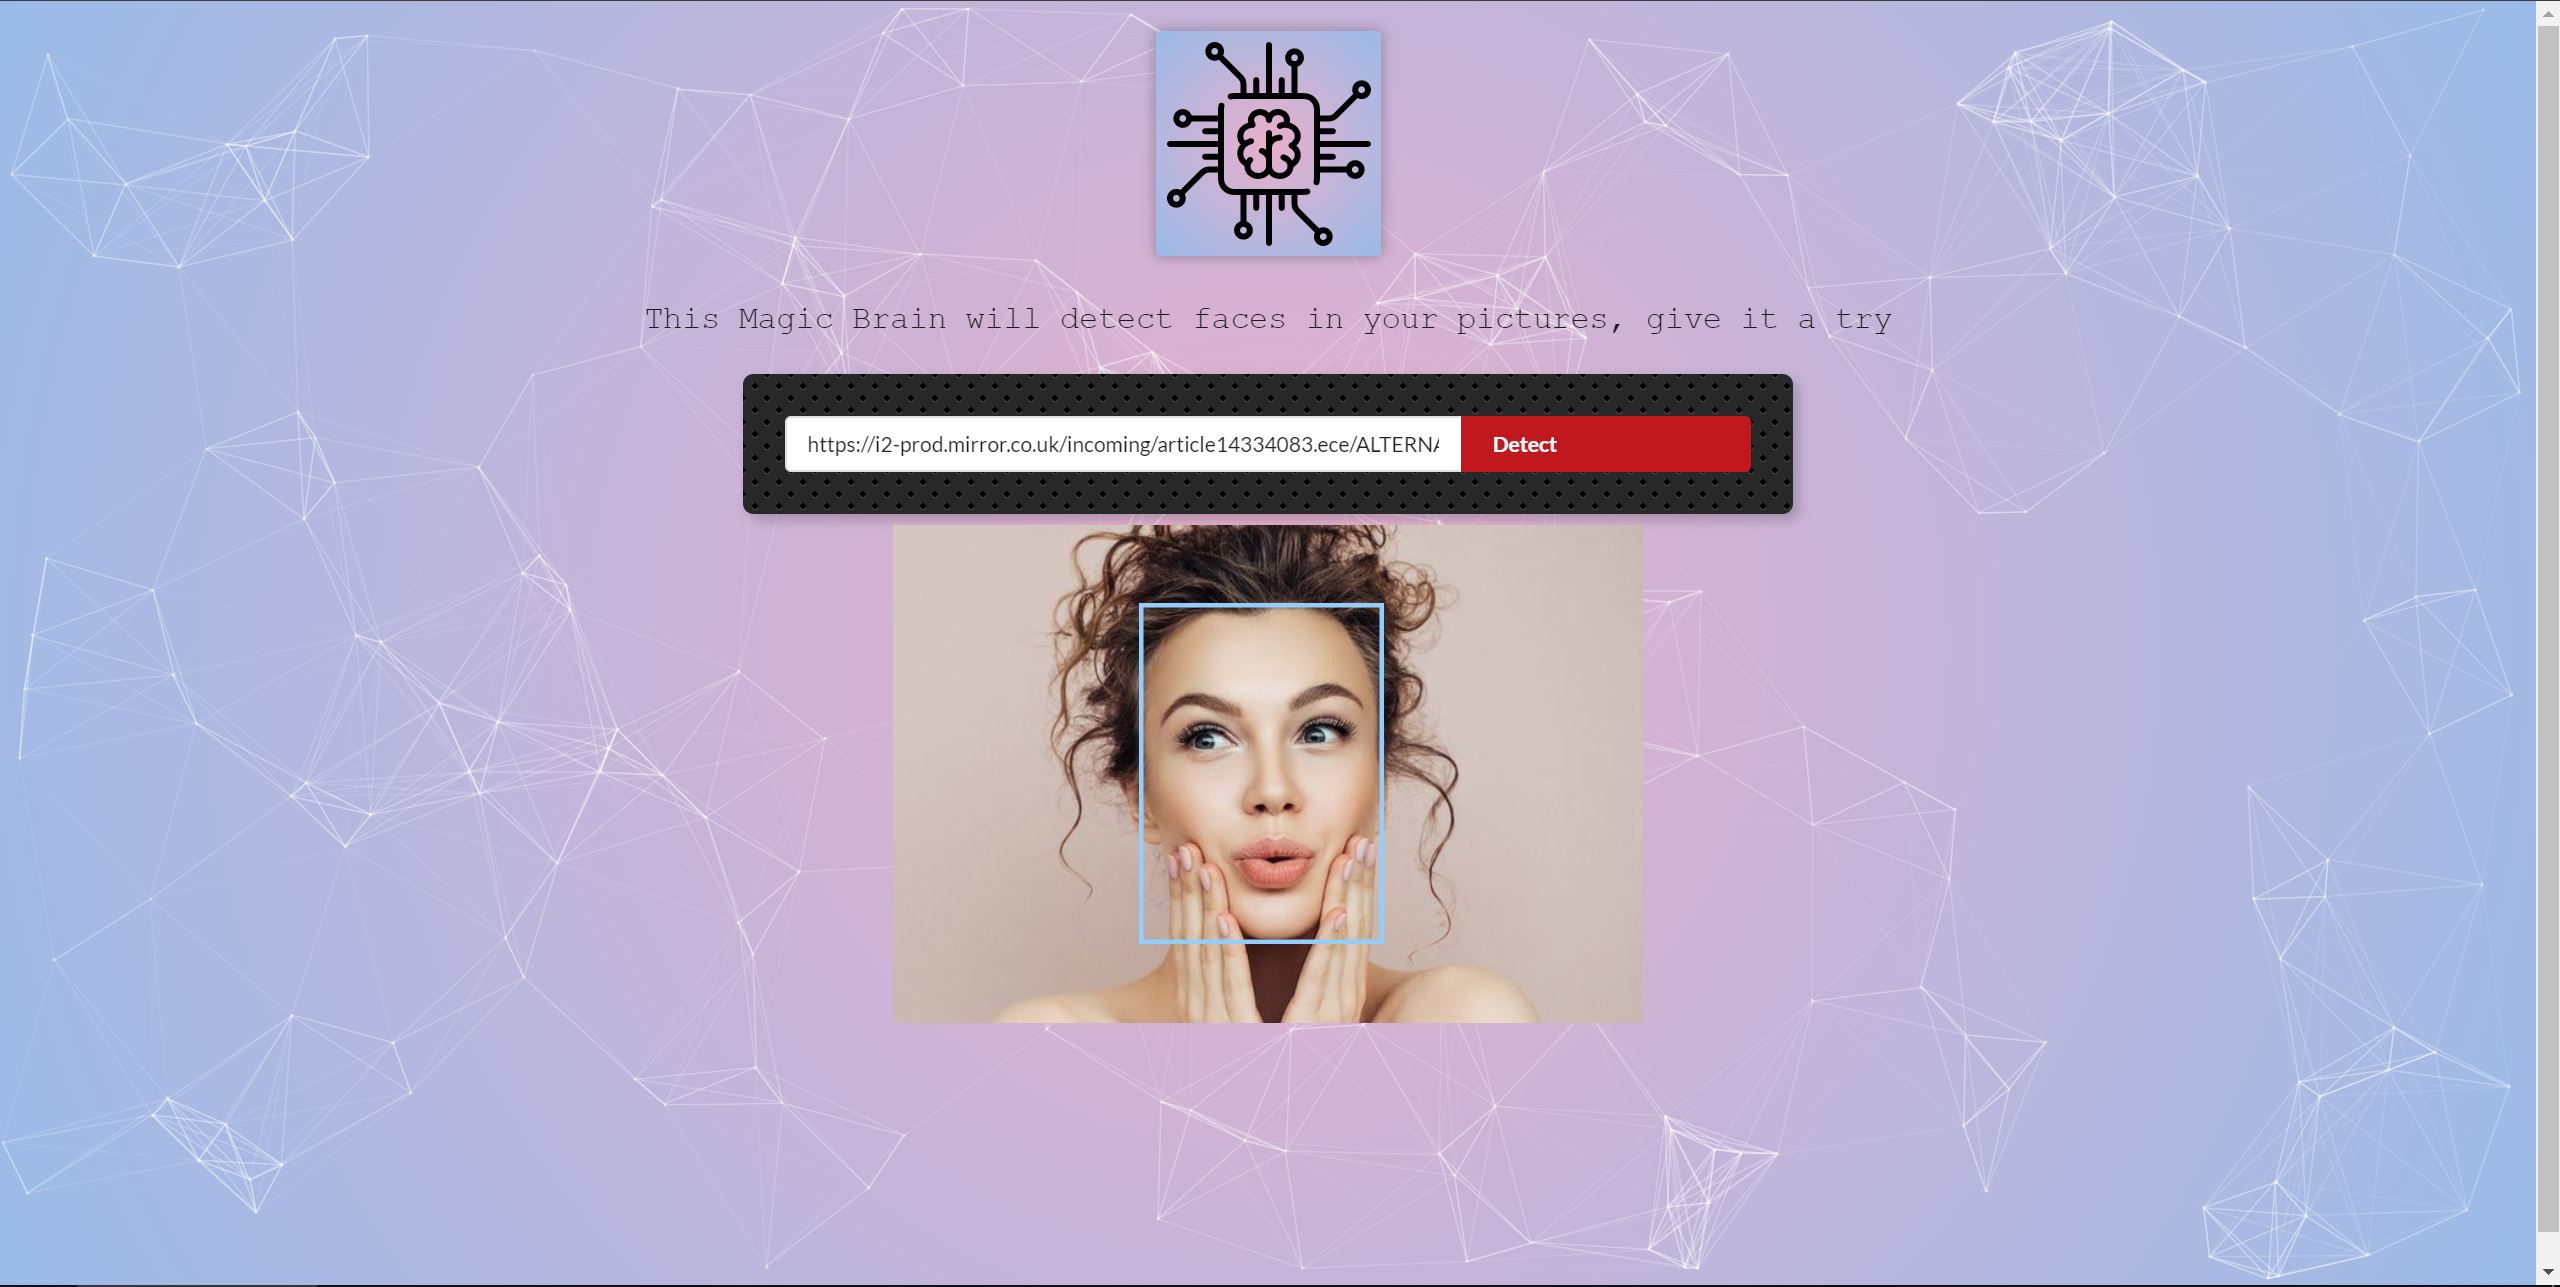 This Magic Brain will detect faces in your pictures, give it a try
https://i2-prod.mirror.co.uk/incoming/article14334083.ece/ALTERNA
Detect